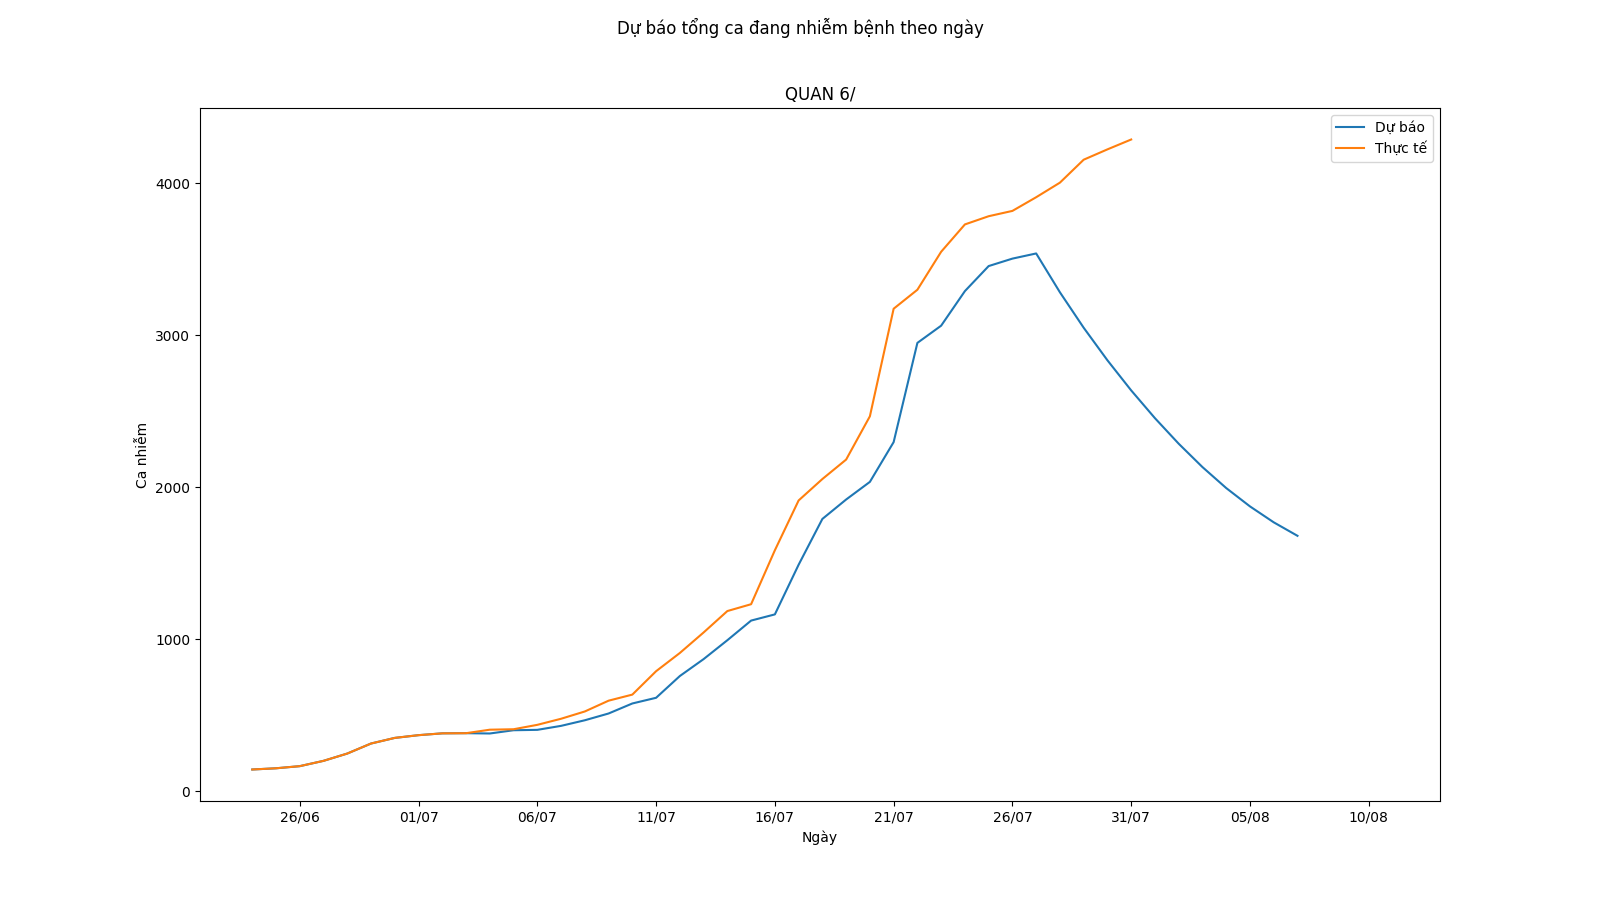 Dự báo tổng ca đang nhiễm bệnh theo ngày
QUAN 6/
Dự báo
Thực tế
4000
3000
2000
1000
0
Ca nhiễm
26/06 01/07 06/07 11/07 16/07 21/07 26/07 31/07 05/08 10/08
Ngày